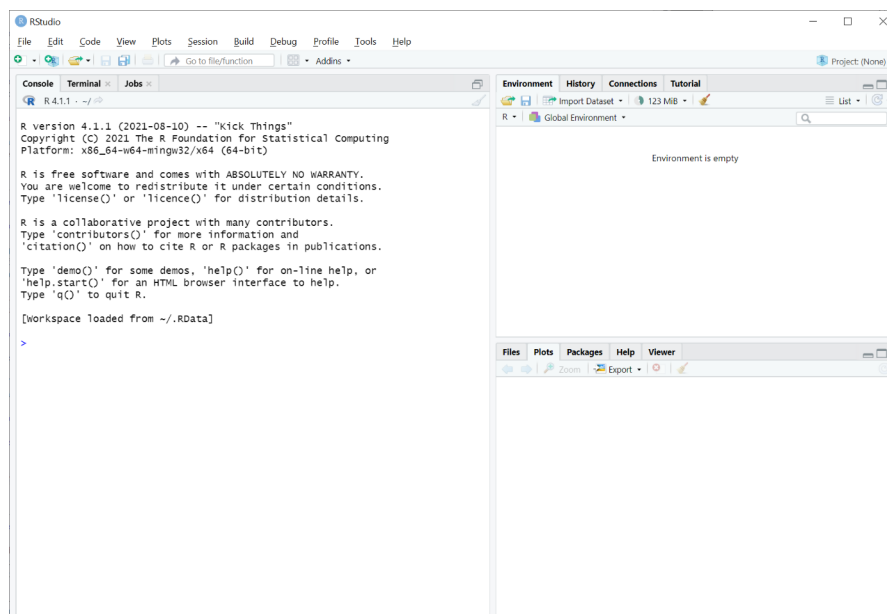 RStudio
File Edit Code View Plots Session Build Debug Profile Tools Help
Go to file/function Addins Project: (None)
Console Terminal Jobs
R 4.1.1 · ~/
R version 4.1.1 (2021-08-10) -- "Kick Things"
Copyright (C) 2021 The R Foundation for Statistical Computing
Platform: x86_64-w64-mingw32/x64 (64-bit)
R is free software and comes with ABSOLUTELY NO WARRANTY.
You are welcome to redistribute it under certain conditions.
Type 'license()' or 'licence()' for distribution details.
R is a collaborative project with many contributors.
Type 'contributors()' for more information and
'citation()' on how to cite R or R packages in publications.
Type 'demo()' for some demos, 'help()' for on-line help, or
'help.start()' for an HTML browser interface to help.
Type 'q()' to quit R.
[Workspace loaded from ~/.RData]
>
Environment History Connections Tutorial
Import Dataset 123 MiB List
R Global Environment
Environment is empty
Files Plots Packages Help Viewer
Zoom Export